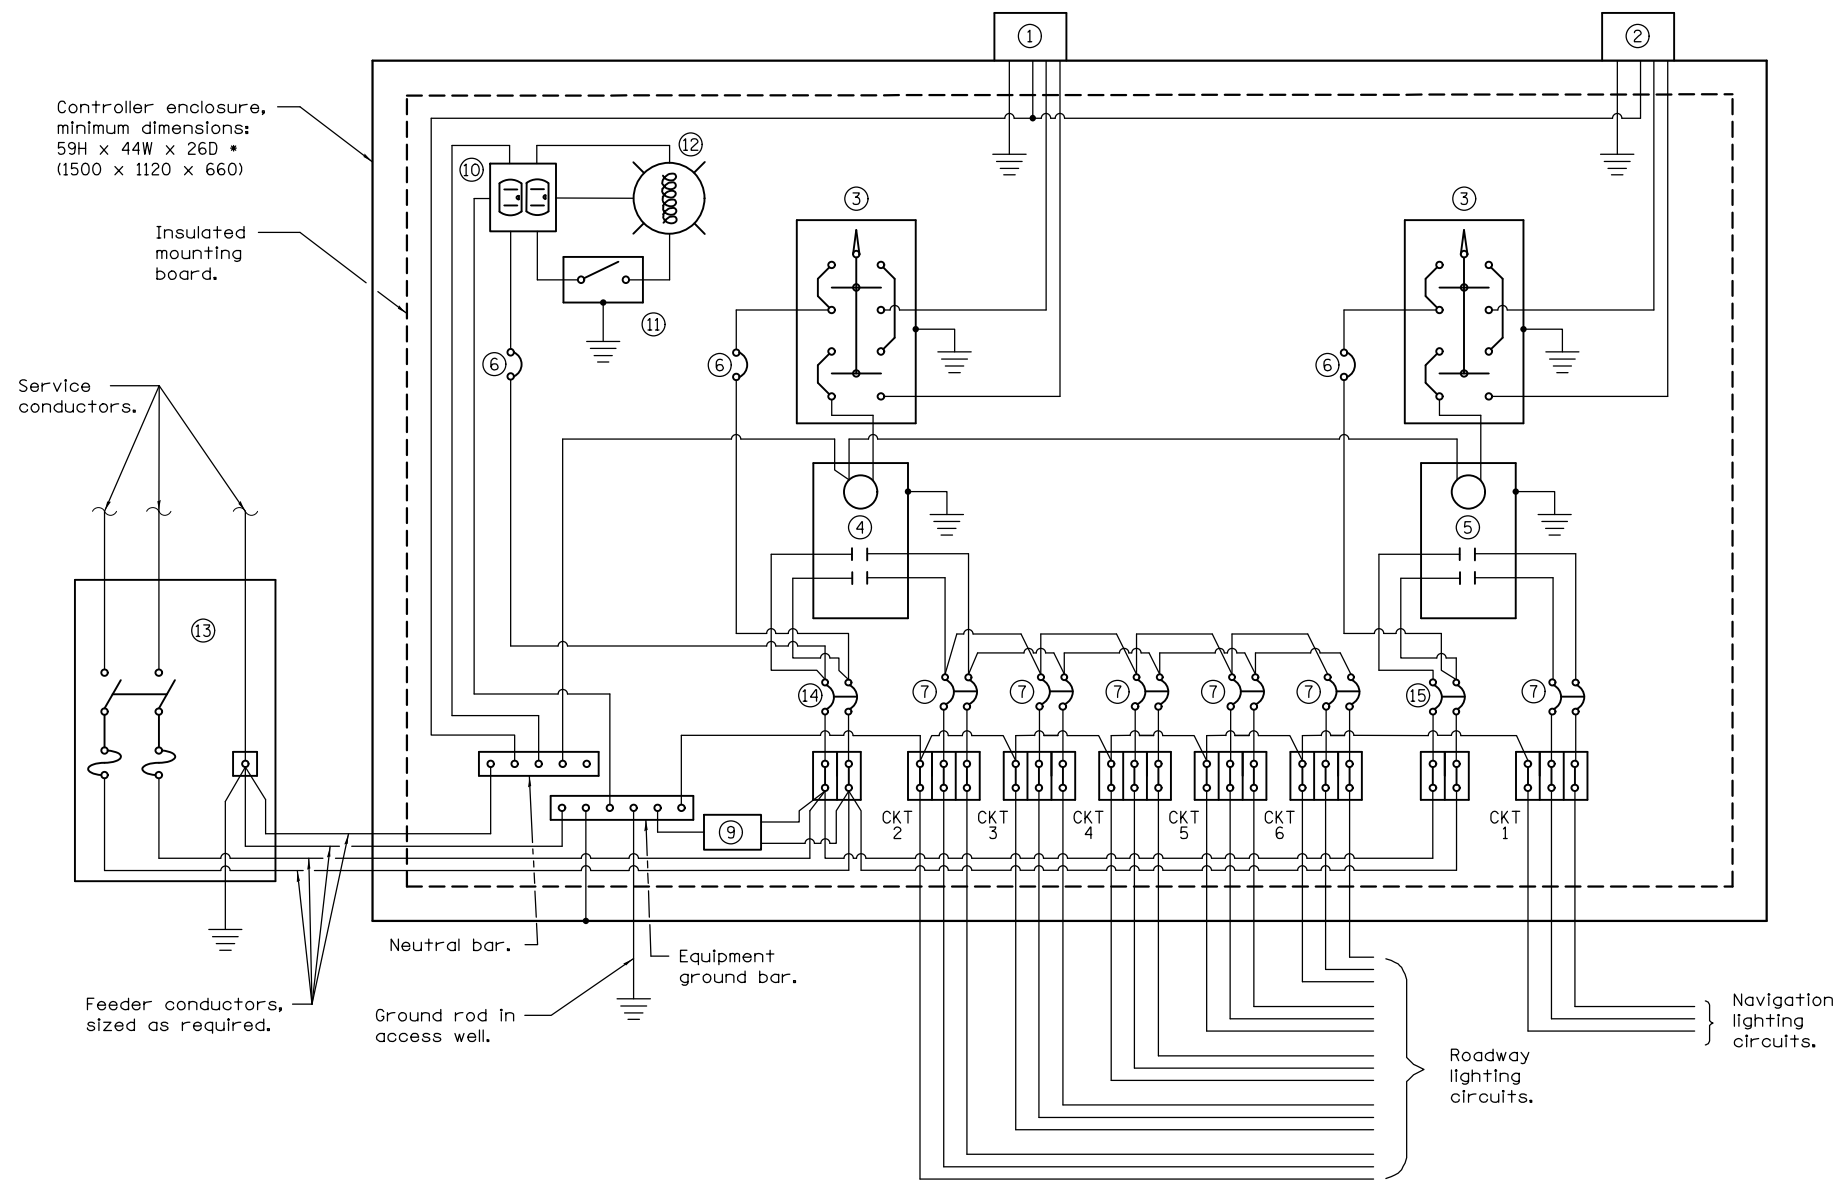 1
2
Controller enclosure,
minimum dimensions:
59H x 44W x 26D *
(1500 x 1120 x 660)
12
10
3
3
Insulated
mounting
board.
11
6
6
6
Service
conductors.
4
5
13
14
7
7
7
7
7
15
7
CKT
2
CKT
3
CKT
4
CKT
5
CKT
6
CKT
1
9
Neutral bar.
Equipment
ground bar.
Feeder conductors,
sized as required.
Ground rod in
access well.
Navigation
lighting
circuits.
Roadway
lighting
circuits.